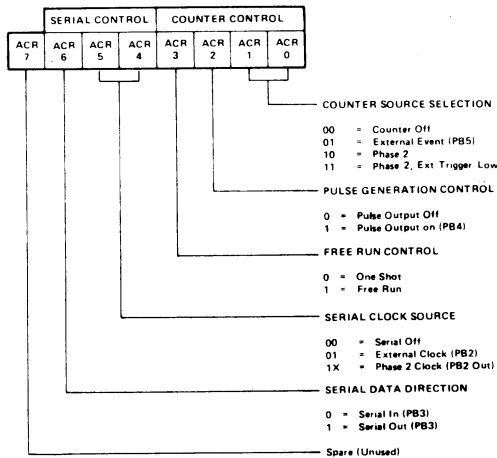 SERIAL CONTROL COUNTER CONTROL
ACR 7 ACR 6 ACR 5 ACR 4 ACR 3 ACR 2 ACR 1 ACR 0
COUNTER SOURCE SELECTION
00 = Counter Off
01 = External Event (PB5)
10 = Phase 2
11 = Phase 2, Ext Trigger Low
PULSE GENERATION CONTROL
0 = Pulse Output Off
1 = Pulse Output on (PB4)
FREE RUN CONTROL
0 = One Shot
1 = Free Run
SERIAL CLOCK SOURCE
00 = Serial Off
01 = External Clock (PB2)
1X = Phase 2 Clock (PB2 Out)
SERIAL DATA DIRECTION
0 = Serial In (PB3)
1 = Serial Out (PB3)
Spare (Unused)